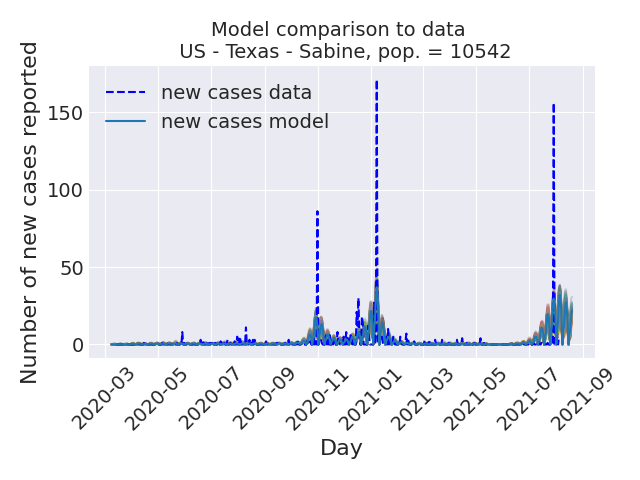 Model comparison to data
US - Texas - Sabine, pop. = 10542
Number of new cases reported
150
100
50
0
new cases data
new cases model
2020-03
2020-05
2020-07
2020-09
2020-11
2021-01
2021-03
2021-05
2021-07
2021-09
Day